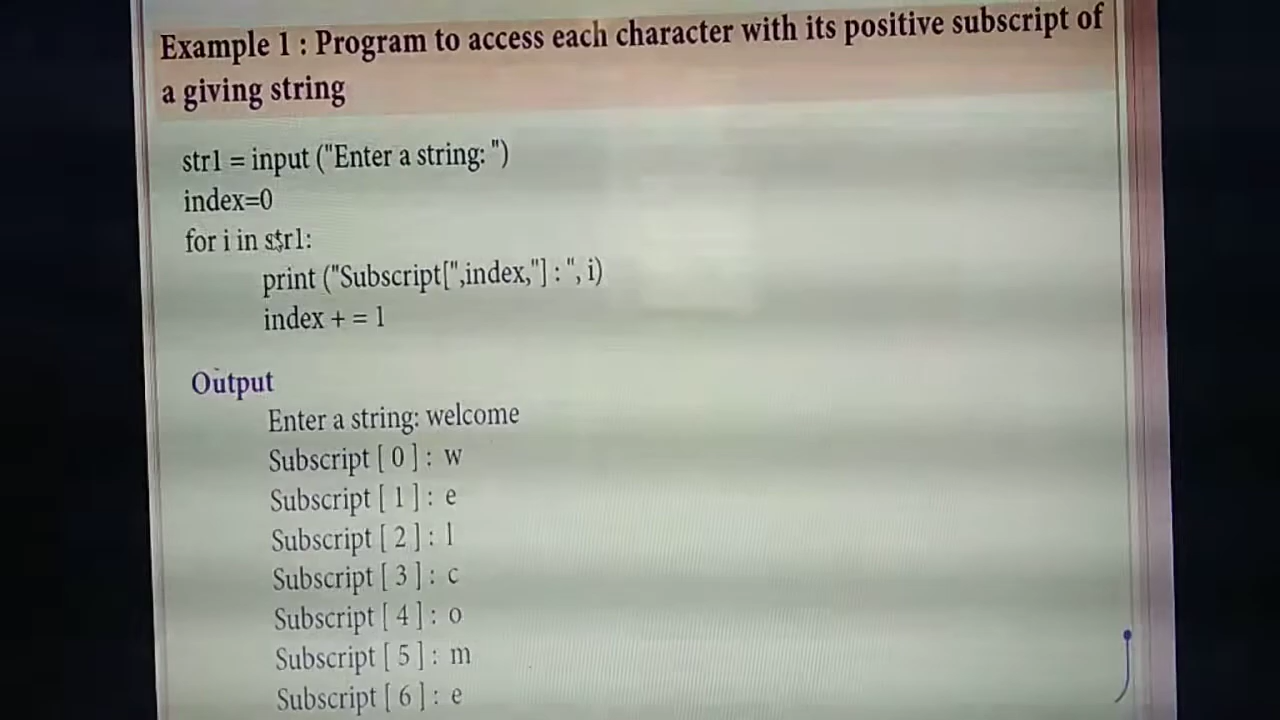 Example 1 : Program to access each character with its positive subscript of
a giving string
str1 = input ("Enter a string: ")
index=0
for i in str1:
print ("Subscript[",index,"] : ", i)
index + = 1
Output
Enter a string: welcome
Subscript [ 0 ] : w
Subscript [ 1 ] : e
Subscript [ 2 ] : l
Subscript [ 3 ] : c
Subscript [ 4 ] : o
Subscript [ 5 ] : m
Subscript [ 6 ] : e